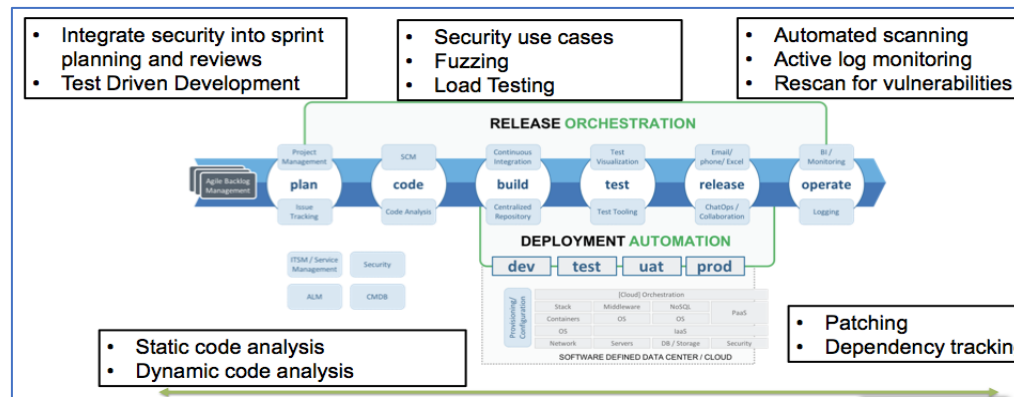 • Integrate security into sprint
planning and reviews
• Test Driven Development
• Security use cases
• Fuzzing
• Load Testing
• Automated scanning
• Active log monitoring
• Rescan for vulnerabilities
RELEASE ORCHESTRATION
Agile Backlog
Management
Project
Management
plan
Issue
Tracking
SCM
code
Code Analysis
Continuous
Integration
build
Centralized
Repository
Test
Visualization
test
Test Tooling
Email/
phone/ Excel
release
ChatOps /
Collaboration
BI /
Monitoring
operate
Logging
DEPLOYMENT AUTOMATION
dev test uat prod
ITSM / Service
Management
Security
ALM
CMDB
Provisioning/
Configuration
[Cloud] Orchestration
Stack Middleware NoSQL PaaS
Containers OS OS
OS IaaS
Network Servers DB / Storage Security
SOFTWARE DEFINED DATA CENTER / CLOUD
• Static code analysis
• Dynamic code analysis
• Patching
• Dependency tracking